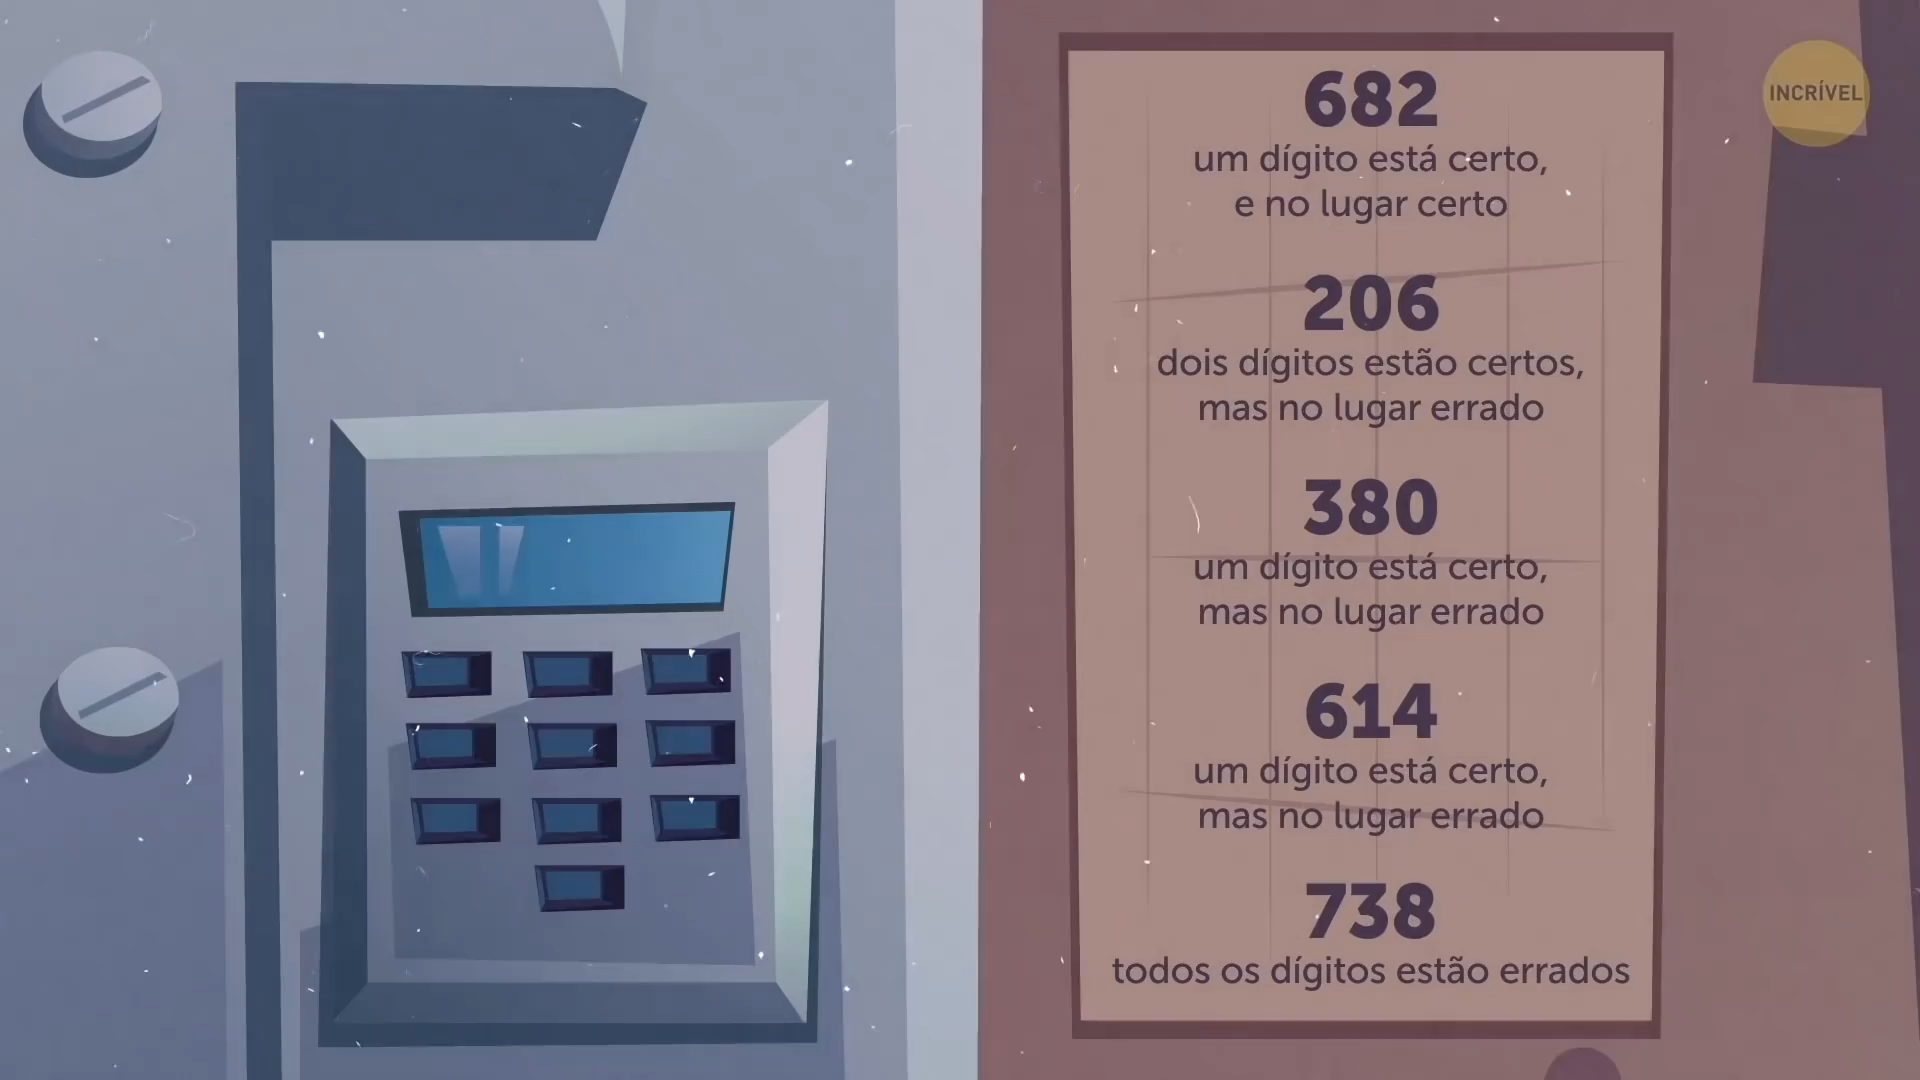 682
um dígito está certo,
e no lugar certo
206
dois dígitos estão certos,
mas no lugar errado
380
um dígito está certo,
mas no lugar errado
614
um dígito está certo,
mas no lugar errado
738
todos os dígitos estão errados
INCRÍVEL